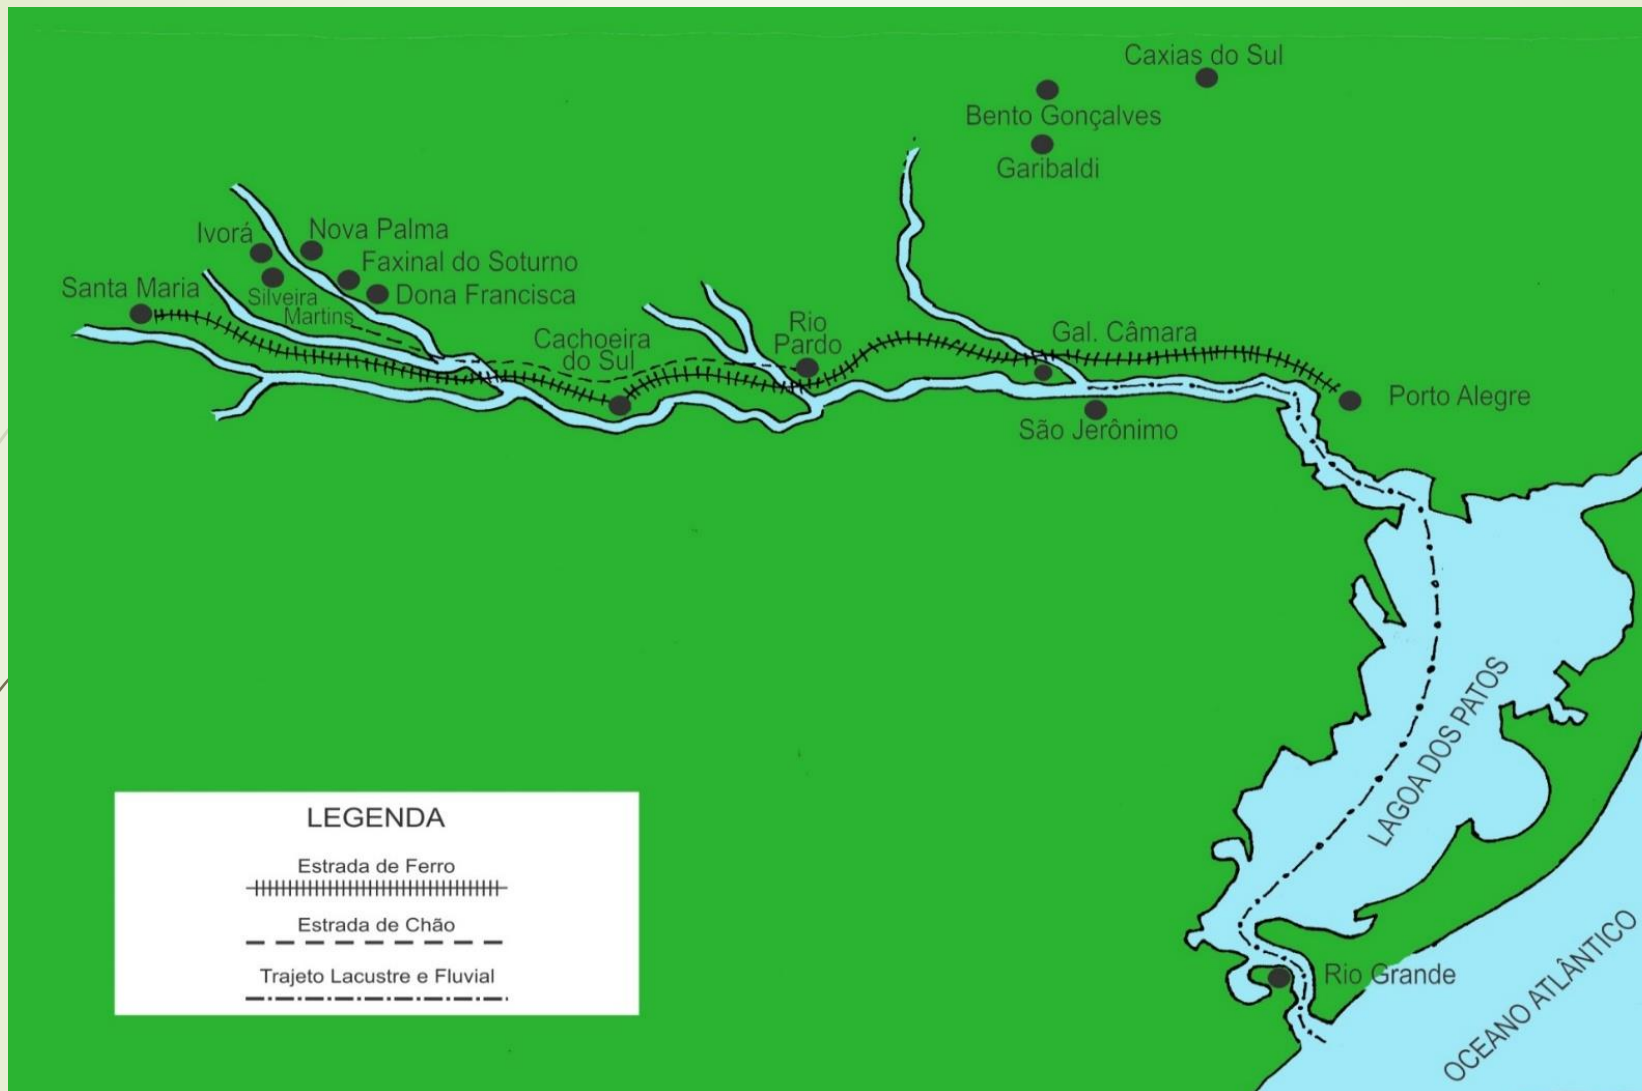 Caxias do Sul
Bento Gonçalves
Garibaldi
Ivorá
Nova Palma
Faxinal do Soturno
Santa Maria
Silveira
Martins
Dona Francisca
Cachoeira
do Sul
Rio
Pardo
Gal. Câmara
Porto Alegre
São Jerônimo
LAGOA DOS PATOS
LEGENDA
Estrada de Ferro
Estrada de Chão
Trajeto Lacustre e Fluvial
Rio Grande
OCEANO ATLÂNTICO